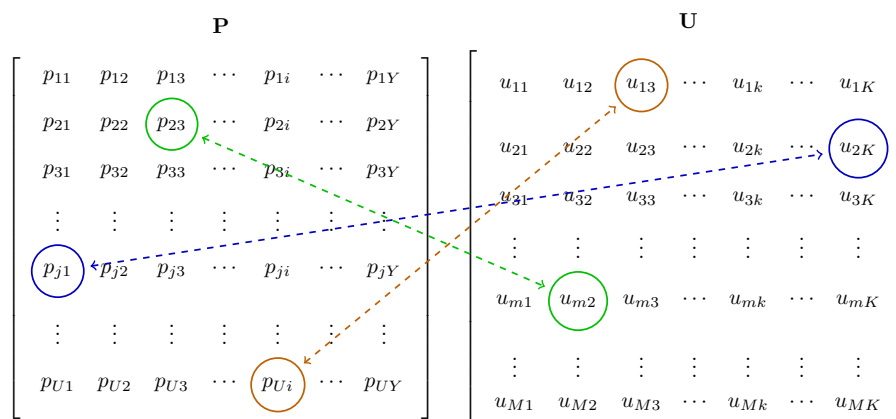 P
U
p11 p12 p13 ⋯ p1i ⋯ p1Y
p21 p22 p23 ⋯ p2i ⋯ p2Y
p31 p32 p33 ⋯ p3i ⋯ p3Y
⋮ ⋮ ⋮ ⋮ ⋮ ⋮ ⋮
pj1 pj2 pj3 ⋯ pji ⋯ pjY
⋮ ⋮ ⋮ ⋮ ⋮ ⋮ ⋮
pU1 pU2 pU3 ⋯ pUi ⋯ pUY
u11 u12 u13 ⋯ u1k ⋯ u1K
u21 u22 u23 ⋯ u2k ⋯ u2K
u31 u32 u33 ⋯ u3k ⋯ u3K
⋮ ⋮ ⋮ ⋮ ⋮ ⋮ ⋮
um1 um2 um3 ⋯ umk ⋯ umK
⋮ ⋮ ⋮ ⋮ ⋮ ⋮ ⋮
uM1 uM2 uM3 ⋯ uMk ⋯ uMK